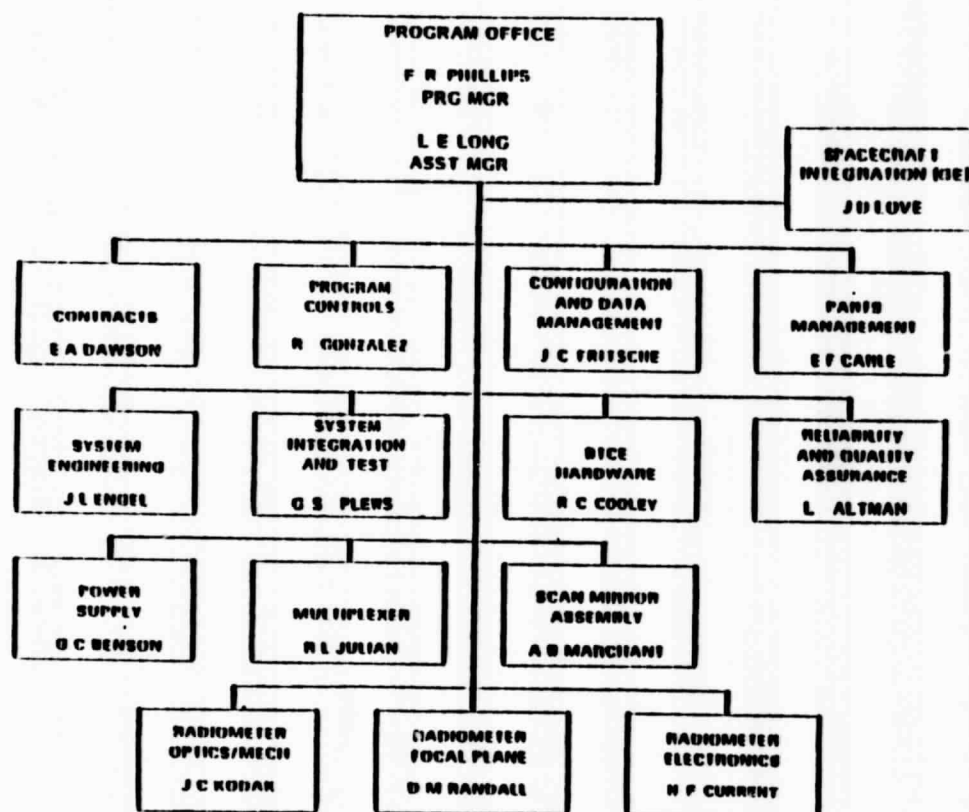 PROGRAM OFFICE
F R PHILLIPS
PRG MGR
L E LONG
ASST MGR
SPACECRAFT
INTEGRATION
J D LOVE
CONTRACTS
E A DAWSON
PROGRAM
CONTROLS
R GONZALEZ
CONFIGURATION
AND DATA
MANAGEMENT
J C FRITSCHE
PARTS
MANAGEMENT
E F CAMLE
SYSTEM
ENGINEERING
J L ENGEL
SYSTEM
INTEGRATION
AND TEST
G S PLEWS
HARDWARE
R C COOLEY
RELIABILITY
AND QUALITY
ASSURANCE
L ALTMAN
POWER
SUPPLY
BENSON
MULTIPLEXER
R L JULIAN
SCAN MIRROR
ASSEMBLY
MARCHANT
RADIOMETER
OPTICS/MECH
J C KODAK
RADIOMETER
FOCAL PLANE
D M RANDALL
RADIOMETER
ELECTRONICS
F CURRENT